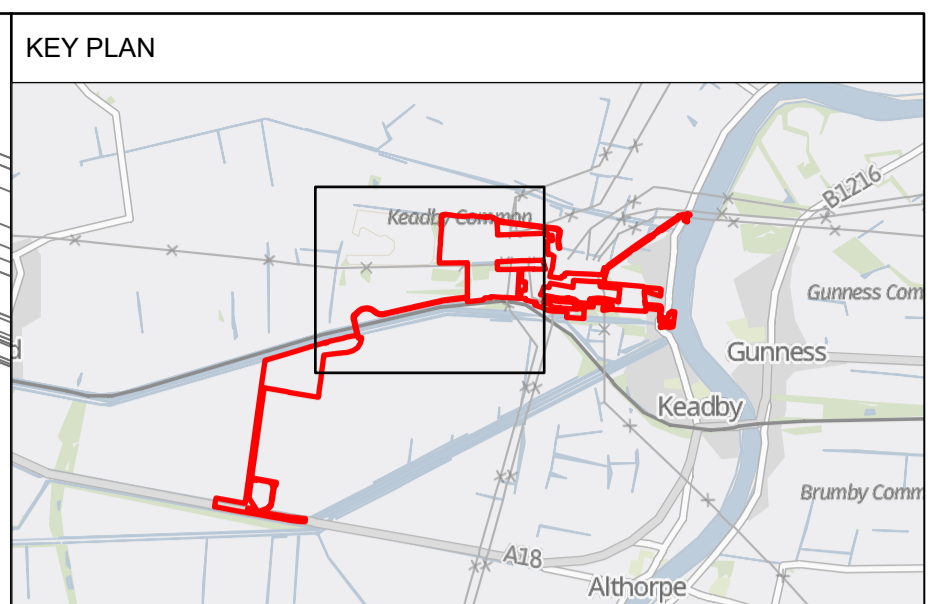 KEY PLAN
B1216
Keadby Common
Gunness Com
d
Gunness
Keadby
Brumby Comm
A18
Althorpe